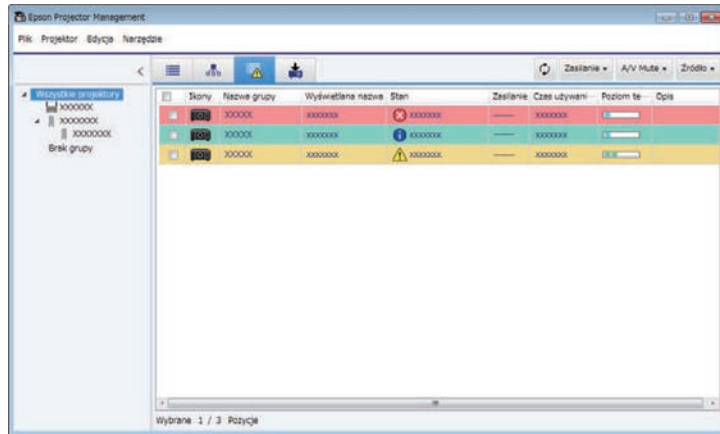 Epson Projector Management
Plik Projektor Edycja Narzędzie
Zasilanie A/V Mute Źródło
Wszystkie projektory
XXXXXX
XXXXXXX
XXXXXXX
Brak grupy
Ikony Nazwa grupy Wyświetlana nazwa Stan Zasilanie Czas używani... Poziom te... Opis
XXXXX XXXXXXX XXXXXXX XXXXXXX
XXXXX XXXXXXX XXXXXXX XXXXXXX
XXXXX XXXXXXX XXXXXXX XXXXXXX
Wybrane 1 / 3 Pozycje